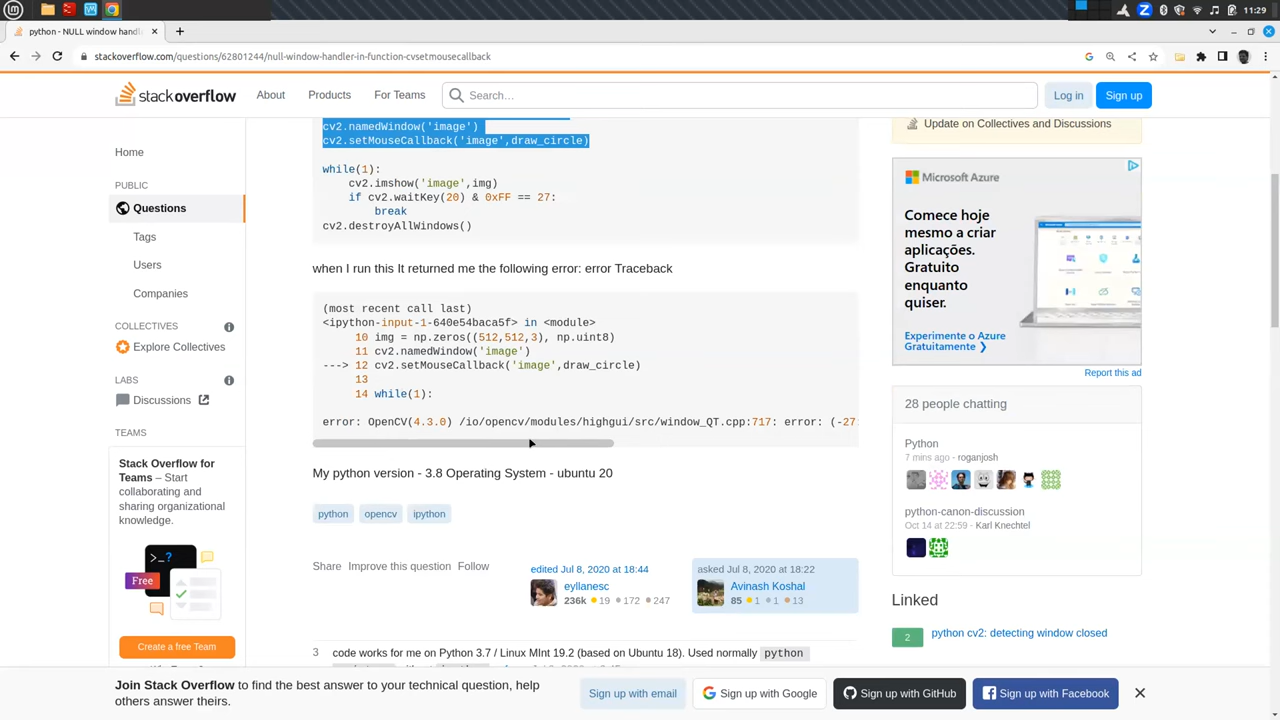 11:29
python - NULL window handl
stackoverflow.com/questions/62801244/null-window-handler-in-function-cvsetmousecallback
stackoverflow
About
Products
For Teams
Search...
Log in
Sign up
Home
PUBLIC
Questions
Tags
Users
Companies
COLLECTIVES
Explore Collectives
LABS
Discussions
TEAMS
Stack Overflow for
Teams – Start
collaborating and
sharing organizational
knowledge.
>_?
Free
Create a free Team
cv2.namedWindow('image')
cv2.setMouseCallback('image',draw_circle)
while(1):
cv2.imshow('image',img)
if cv2.waitKey(20) & 0xFF == 27:
break
cv2.destroyAllWindows()
when I run this It returned me the following error: error Traceback
(most recent call last)
<ipython-input-1-640e54baca5f> in <module>
10 img = np.zeros((512,512,3), np.uint8)
11 cv2.namedWindow('image')
---> 12 cv2.setMouseCallback('image',draw_circle)
13
14 while(1):
error: OpenCV(4.3.0) /io/opencv/modules/highgui/src/window_QT.cpp:717: error: (-27
My python version - 3.8 Operating System - ubuntu 20
python opencv ipython
Share Improve this question Follow
edited Jul 8, 2020 at 18:44
eyllanesc
236k 19 172 247
asked Jul 8, 2020 at 18:22
Avinash Koshal
85 1 1 13
3 code works for me on Python 3.7 / Linux MInt 19.2 (based on Ubuntu 18). Used normally python
Update on Collectives and Discussions
Microsoft Azure
Comece hoje
mesmo a criar
aplicações.
Gratuito
enquanto
quiser.
Experimente o Azure
Gratuitamente ❯
Report this ad
28 people chatting
Python
7 mins ago - roganjosh
python-canon-discussion
Oct 14 at 22:59 - Karl Knechtel
Linked
2 python cv2: detecting window closed
Join Stack Overflow to find the best answer to your technical question, help
others answer theirs.
Sign up with email
Sign up with Google
Sign up with GitHub
Sign up with Facebook